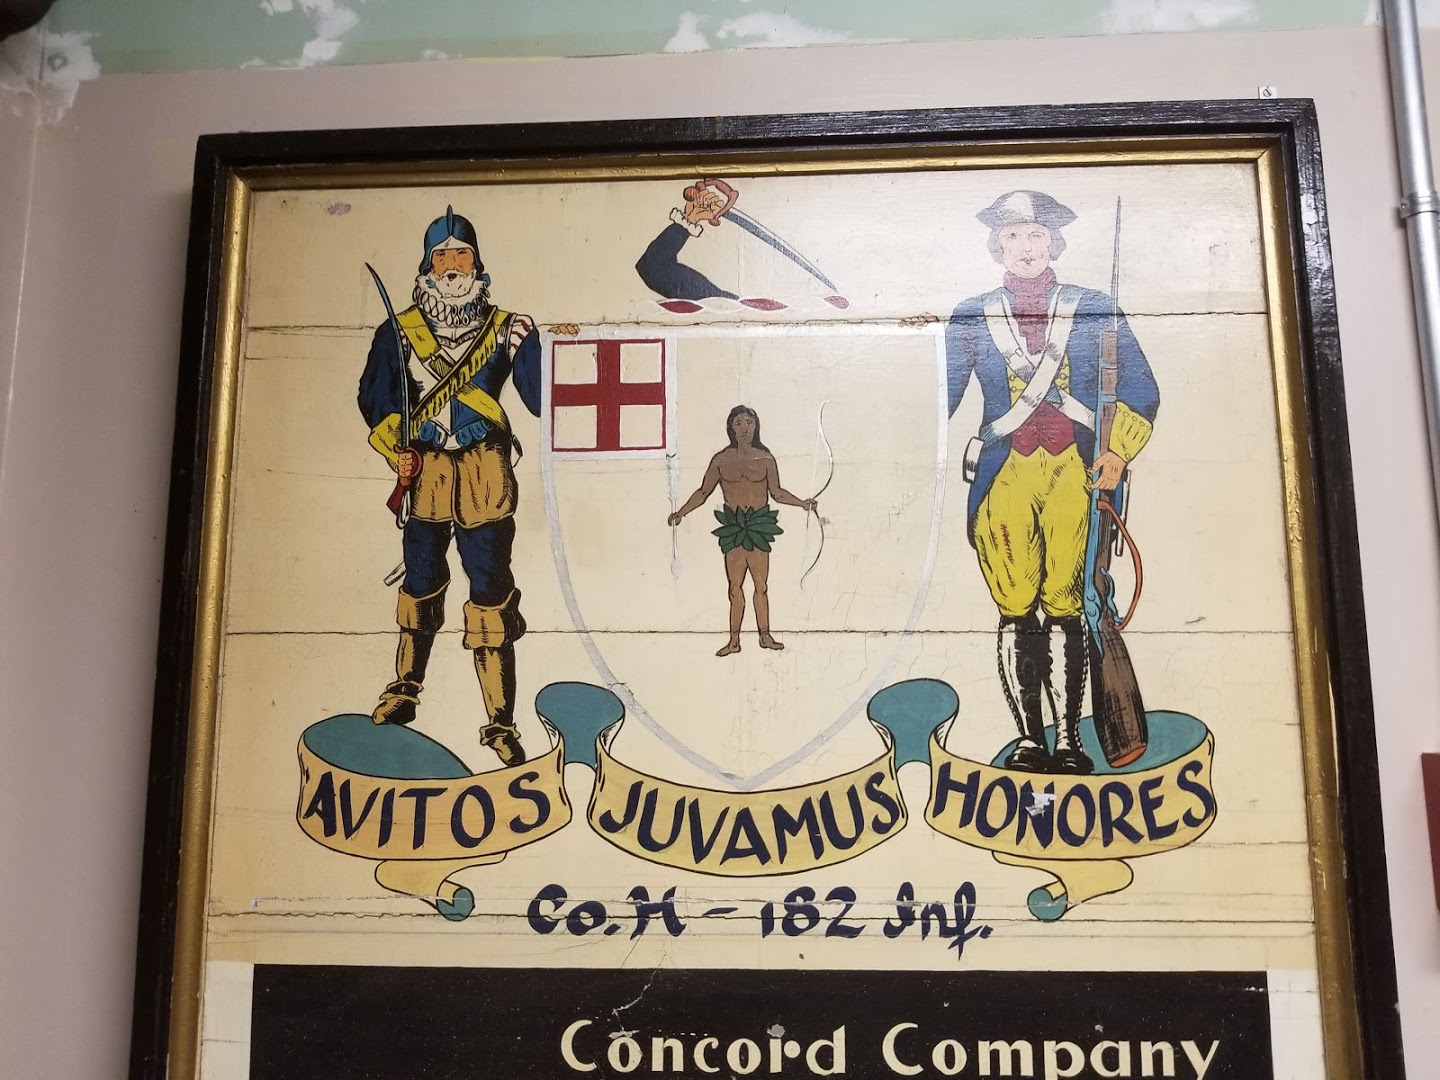 AVITOS JUVAMUS HONORES
Co. H - 182 Inf.
Concord Company